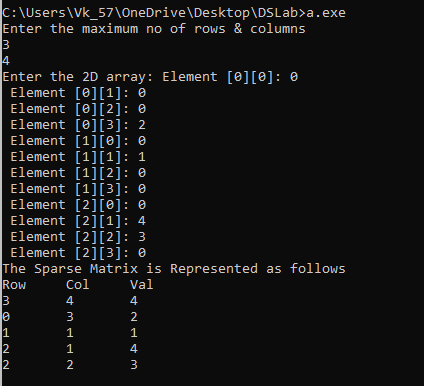 C:\Users\Vk_57\OneDrive\Desktop\DSLab>a.exe
Enter the maximum no of rows & columns
3
4
Enter the 2D array: Element [0][0]: 0
 Element [0][1]: 0
 Element [0][2]: 0
 Element [0][3]: 2
 Element [1][0]: 0
 Element [1][1]: 1
 Element [1][2]: 0
 Element [1][3]: 0
 Element [2][0]: 0
 Element [2][1]: 4
 Element [2][2]: 3
 Element [2][3]: 0
The Sparse Matrix is Represented as follows
Row     Col     Val
3       4       4
0       3       2
1       1       1
2       1       4
2       2       3